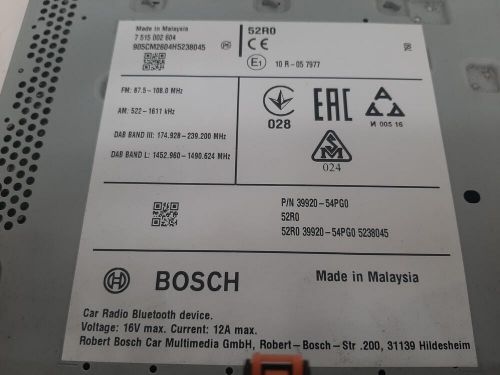 Made in Malaysia
7 515 002 604
90SCM2604H5238045
FM: 87.5-108.0 MHz
AM: 522-1611 kHz
DAB BAND III: 174.928-239.200 MHz
DAB BAND L: 1452.960-1490.624 MHz
52R0
CE
E1 10 R-05 7977
028
EAC
И 005 16
SM
024
P/N 39920-54PG0
52R0
52R0 39920-54PG0 5238045
BOSCH
Made in Malaysia
Car Radio Bluetooth device.
Voltage: 16V max. Current: 12A max.
Robert Bosch Car Multimedia GmbH, Robert-Bosch-Str .200, 31139 Hildesheim